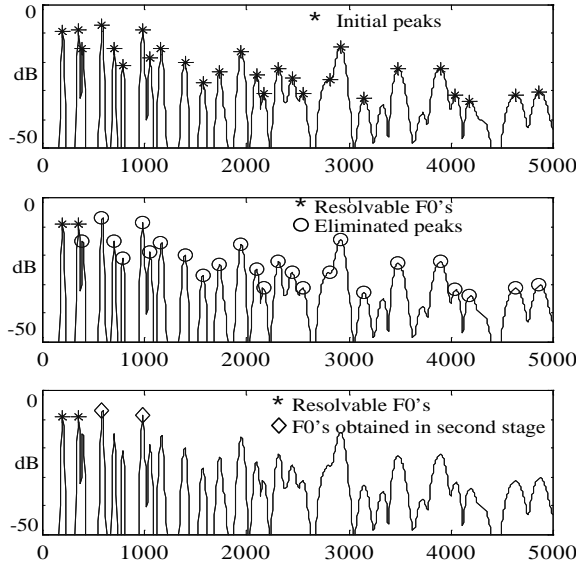 0
* Initial peaks
dB
-50
0 1000 2000 3000 4000 5000
0
* Resolvable F0's
Eliminated peaks
dB
-50
0 1000 2000 3000 4000 5000
0
* Resolvable F0's
◇ F0's obtained in second stage
dB
-50
0 1000 2000 3000 4000 5000